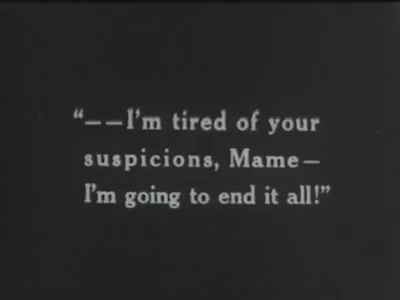 “——I'm tired of your
suspicions, Mame—
I'm going to end it all!”